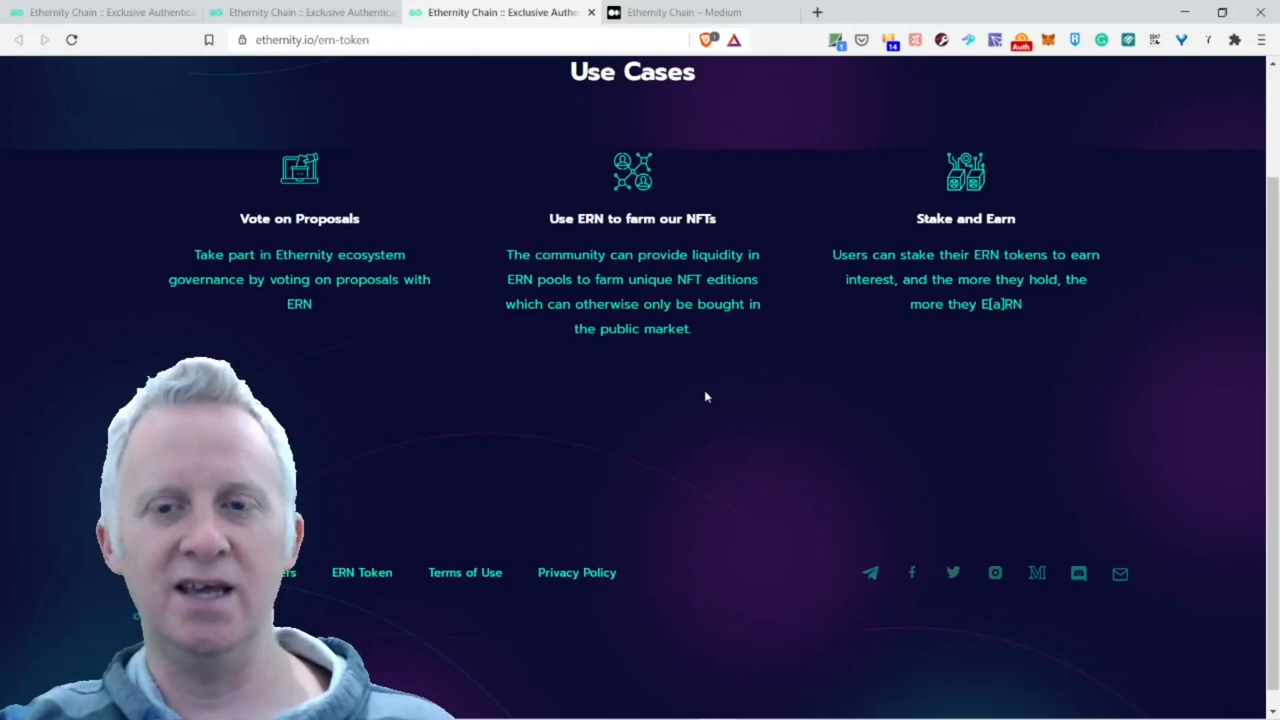 Ethernity Chain :: Exclusive Authentica
Ethernity Chain :: Exclusive Authentica
Ethernity Chain :: Exclusive Authe
Ethernity Chain – Medium
ethernity.io/ern-token
1
1
14
Auth
Use Cases
Vote on Proposals
Take part in Ethernity ecosystem
governance by voting on proposals with
ERN
Use ERN to farm our NFTs
The community can provide liquidity in
ERN pools to farm unique NFT editions
which can otherwise only be bought in
the public market.
Stake and Earn
Users can stake their ERN tokens to earn
interest, and the more they hold, the
more they E[a]RN
ERN Token
Terms of Use
Privacy Policy